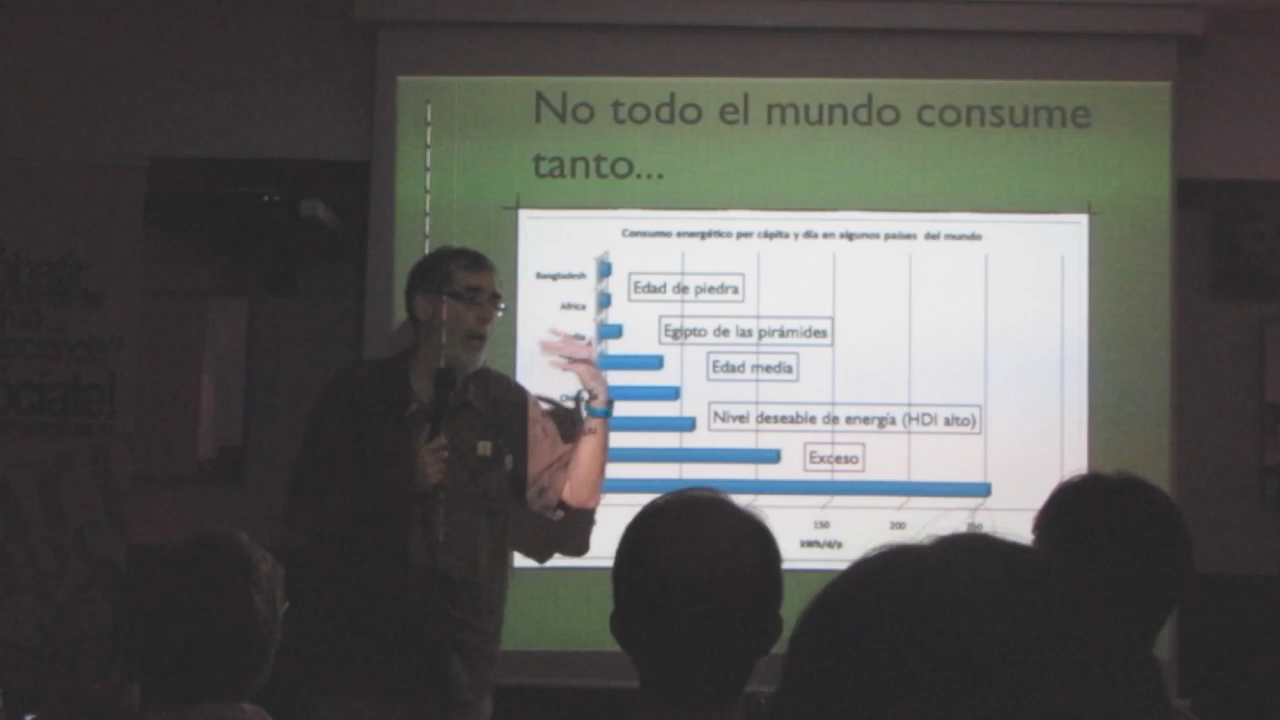 No todo el mundo consume
tanto...
Consumo energético per cápita y día en algunos países del mundo
Bangladesh
Edad de piedra
Africa
Egipto de las pirámides
Edad media
Nivel deseable de energía (HDI alto)
Exceso
150
200
250
kWh/d/p